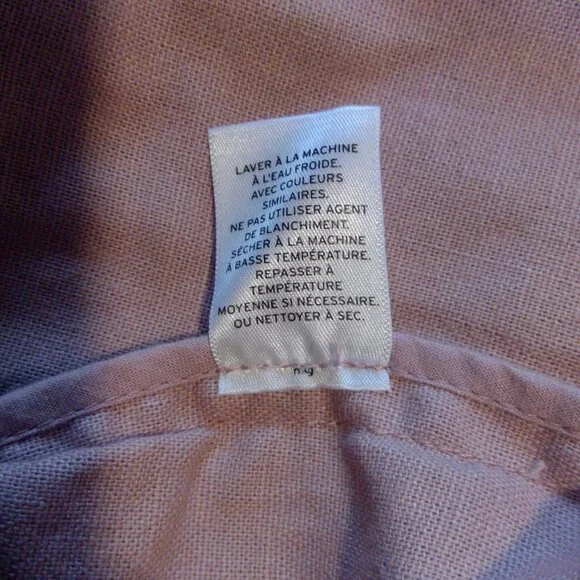 LAVER À LA MACHINE
À L'EAU FROIDE.
AVEC COULEURS
SIMILAIRES.
NE PAS UTILISER AGENT
DE BLANCHIMENT.
SÉCHER À LA MACHINE
À BASSE TEMPÉRATURE.
REPASSER À
TEMPÉRATURE
MOYENNE SI NÉCESSAIRE.
OU NETTOYER À SEC.